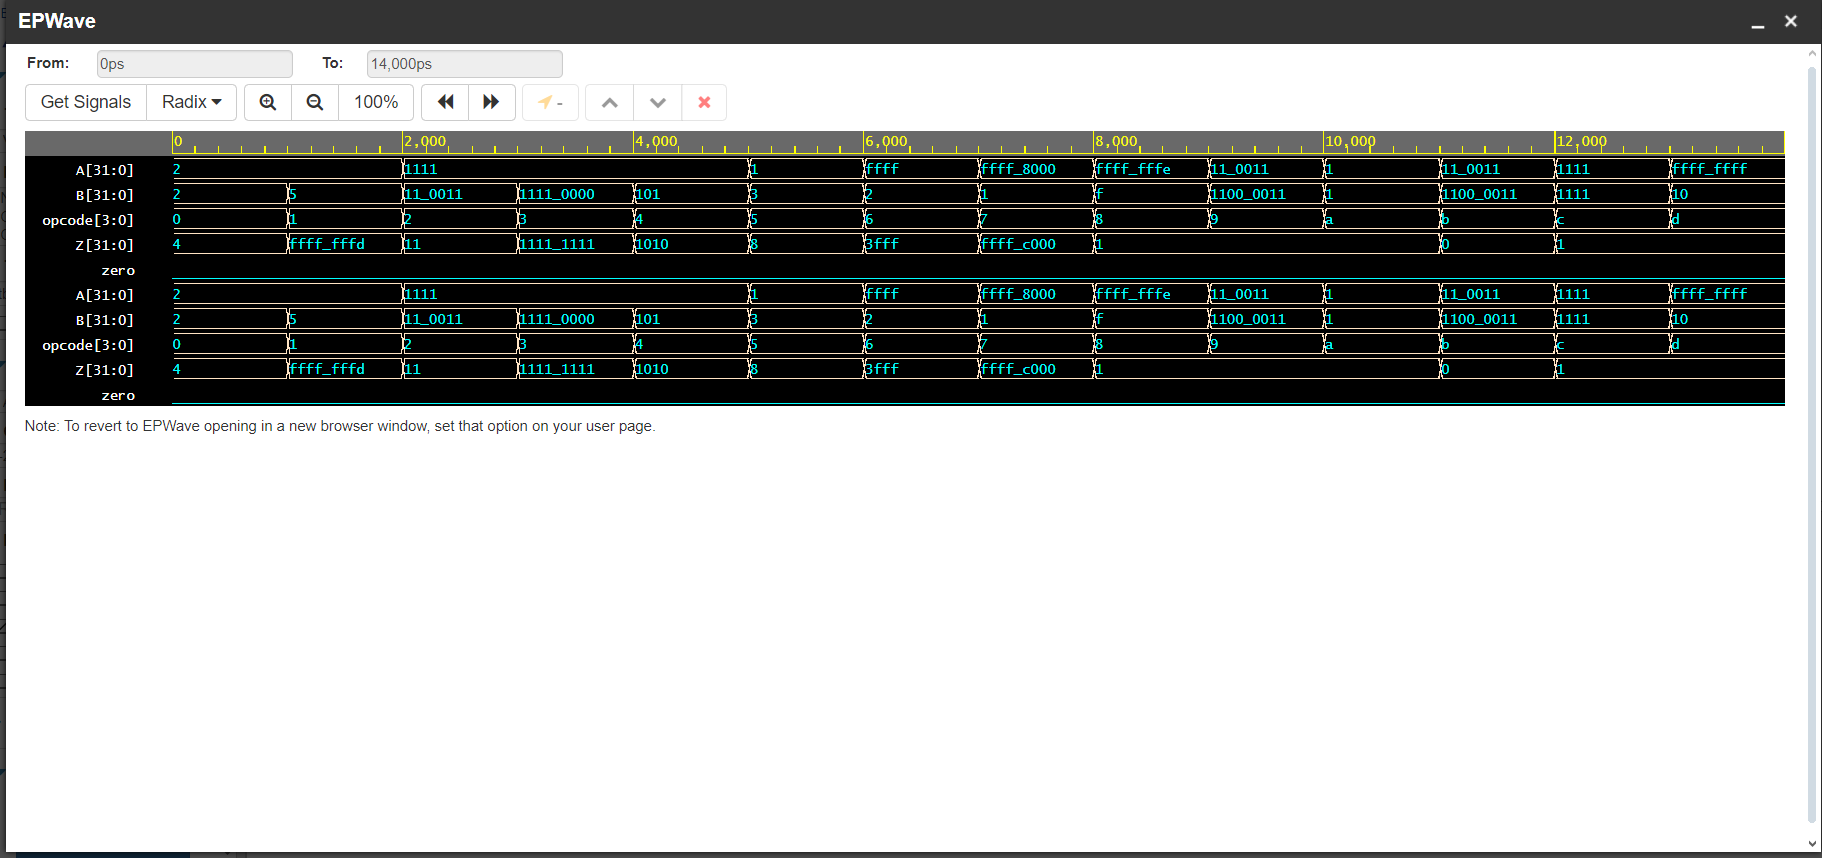 EPWave
From: 0ps To: 14,000ps
Get Signals Radix 100% -
0 2,000 4,000 6,000 8,000 10,000 12,000
A[31:0] 2 1111 1 ffff ffff_8000 ffff_fffe 11_0011 1 11_0011 1111 ffff_ffff
B[31:0] 2 5 11_0011 1111_0000 101 3 2 1 f 1100_0011 1 1100_0011 1111 10
opcode[3:0] 0 1 2 3 4 5 6 7 8 9 a b c d
Z[31:0] 4 ffff_fffd 11 1111_1111 1010 8 3fff ffff_c000 1 0 1
zero
A[31:0] 2 1111 1 ffff ffff_8000 ffff_fffe 11_0011 1 11_0011 1111 ffff_ffff
B[31:0] 2 5 11_0011 1111_0000 101 3 2 1 f 1100_0011 1 1100_0011 1111 10
opcode[3:0] 0 1 2 3 4 5 6 7 8 9 a b c d
Z[31:0] 4 ffff_fffd 11 1111_1111 1010 8 3fff ffff_c000 1 0 1
zero
Note: To revert to EPWave opening in a new browser window, set that option on your user page.